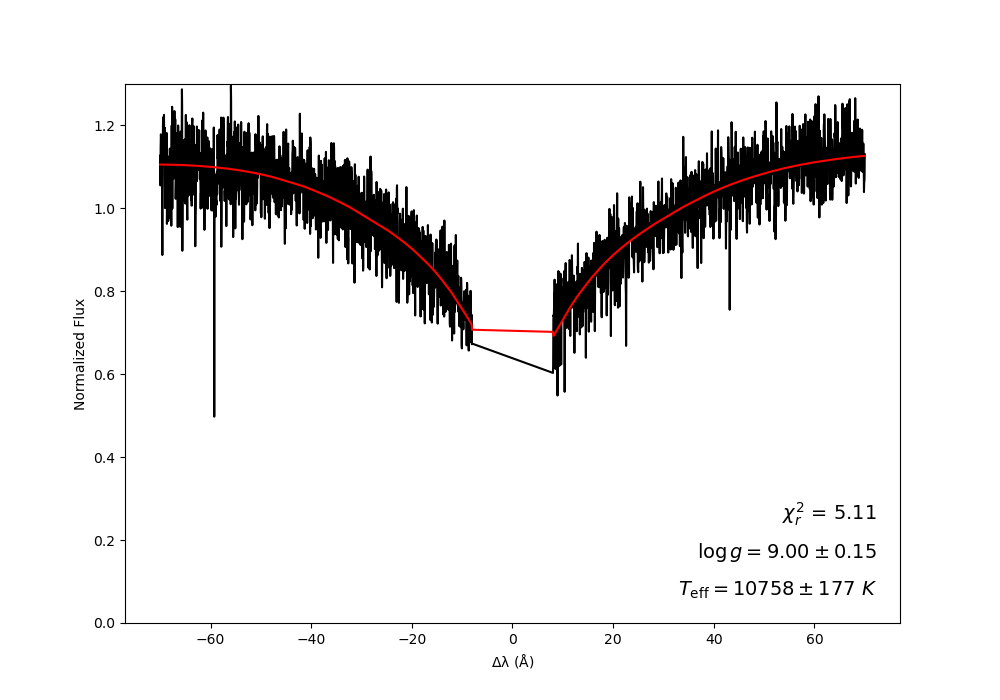 1.2
1.0
0.8
0.6
0.4
0.2
0.0
Normalized Flux
χ²ᵣ = 5.11
log g = 9.00 ± 0.15
T_eff = 10758 ± 177 K
−60 −40 −20 0 20 40 60
Δλ (Å)